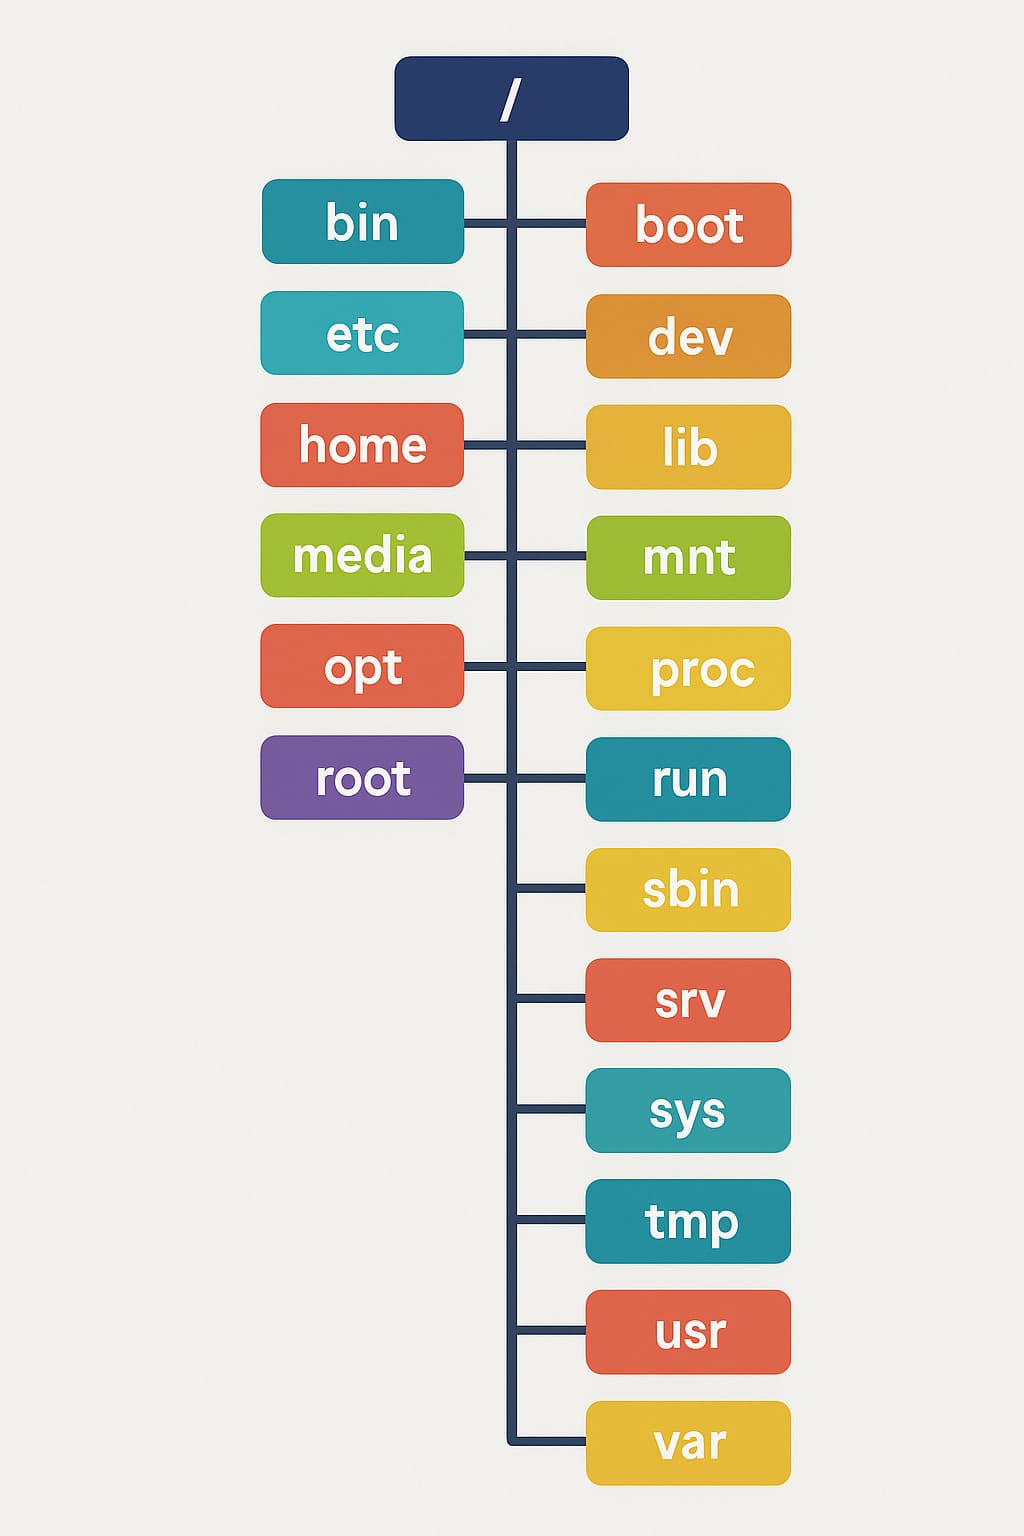 /
bin
boot
etc
dev
home
lib
media
mnt
opt
proc
root
run
sbin
srv
sys
tmp
usr
var